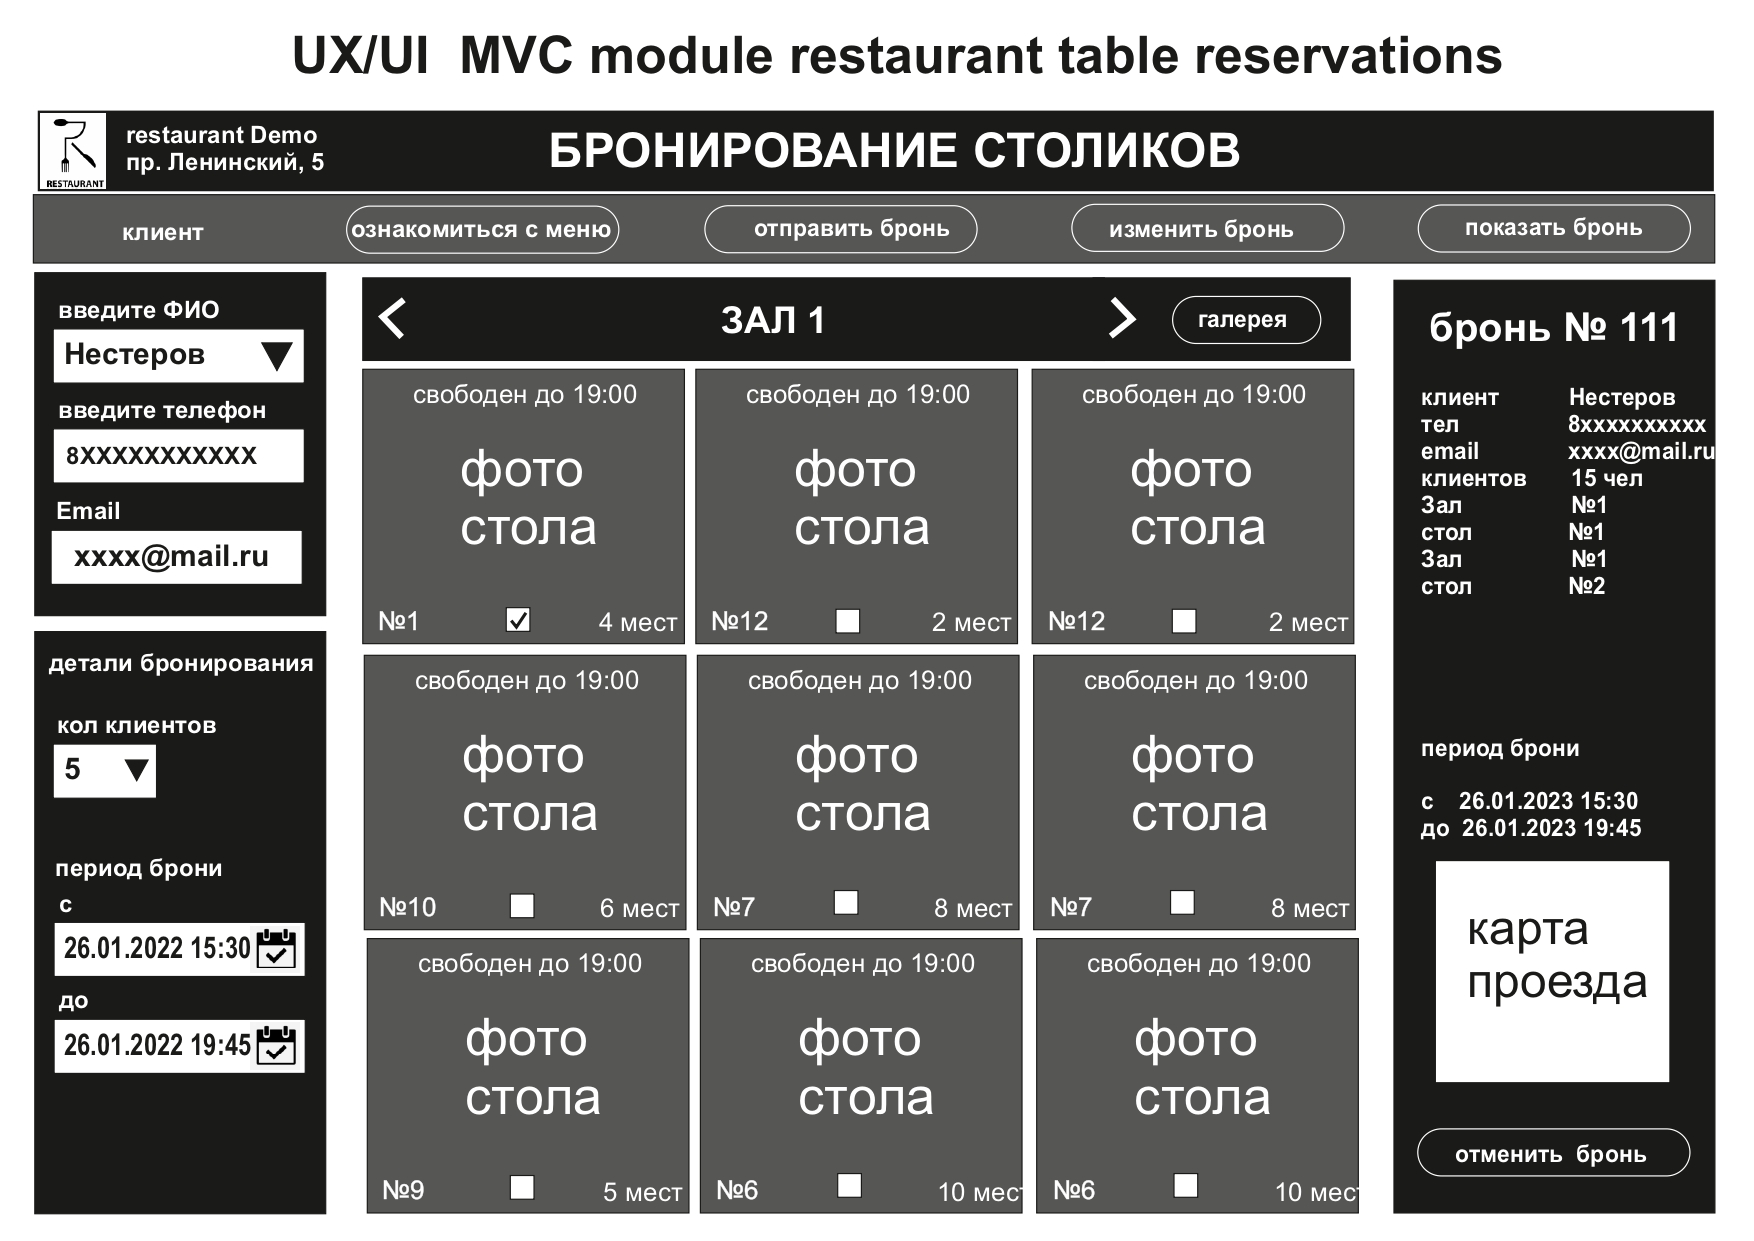 UX/UI  MVC module restaurant table reservations
RESTAURANT
restaurant Demo
пр. Ленинский, 5
БРОНИРОВАНИЕ СТОЛИКОВ
клиент
ознакомиться с меню
отправить бронь
изменить бронь
показать бронь
введите ФИО
Нестеров
введите телефон
8XXXXXXXXXXX
Email
xxxx@mail.ru
детали бронирования
кол клиентов
5
период брони
с
26.01.2022 15:30
до
26.01.2022 19:45
ЗАЛ 1
галерея
свободен до 19:00
фото
стола
№1
4 мест
свободен до 19:00
фото
стола
№12
2 мест
свободен до 19:00
фото
стола
№12
2 мест
свободен до 19:00
фото
стола
№10
6 мест
свободен до 19:00
фото
стола
№7
8 мест
свободен до 19:00
фото
стола
№7
8 мест
свободен до 19:00
фото
стола
№9
5 мест
свободен до 19:00
фото
стола
№6
10 мест
свободен до 19:00
фото
стола
№6
10 мест
бронь № 111
клиент Нестеров
тел 8xxxxxxxxxx
email xxxx@mail.ru
клиентов 15 чел
Зал №1
стол №1
Зал №1
стол №2
период брони
с 26.01.2023 15:30
до 26.01.2023 19:45
карта
проезда
отменить бронь